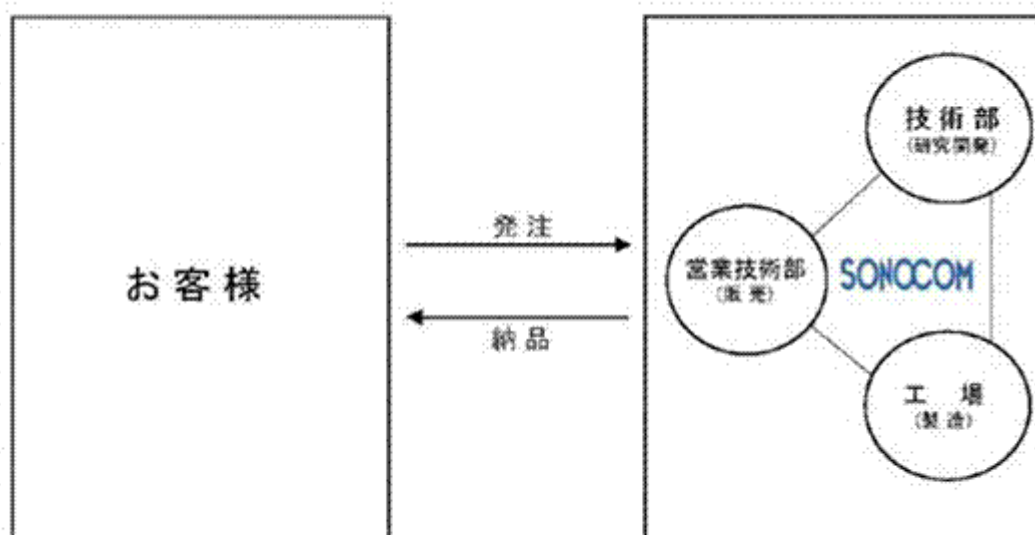 お客様
発注
納品
技術部
(研究開発)
営業技術部
(販売)
SONOCOM
工場
(製造)